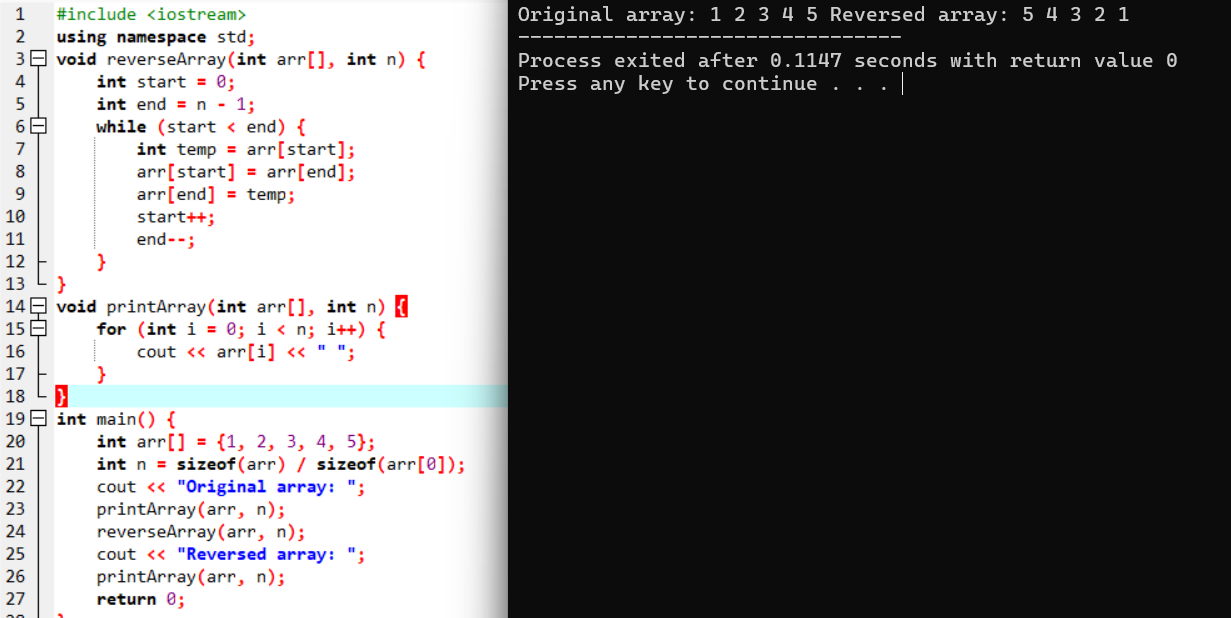 1 #include <iostream>
2 using namespace std;
3 void reverseArray(int arr[], int n) {
4     int start = 0;
5     int end = n - 1;
6     while (start < end) {
7         int temp = arr[start];
8         arr[start] = arr[end];
9         arr[end] = temp;
10         start++;
11         end--;
12     }
13 }
14 void printArray(int arr[], int n) {
15     for (int i = 0; i < n; i++) {
16         cout << arr[i] << " ";
17     }
18 }
19 int main() {
20     int arr[] = {1, 2, 3, 4, 5};
21     int n = sizeof(arr) / sizeof(arr[0]);
22     cout << "Original array: ";
23     printArray(arr, n);
24     reverseArray(arr, n);
25     cout << "Reversed array: ";
26     printArray(arr, n);
27     return 0;
Original array: 1 2 3 4 5 Reversed array: 5 4 3 2 1
--------------------------------
Process exited after 0.1147 seconds with return value 0
Press any key to continue . . .